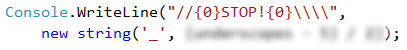 Console.WriteLine("//{0}STOP!{0}\\\\",
new string('_', );